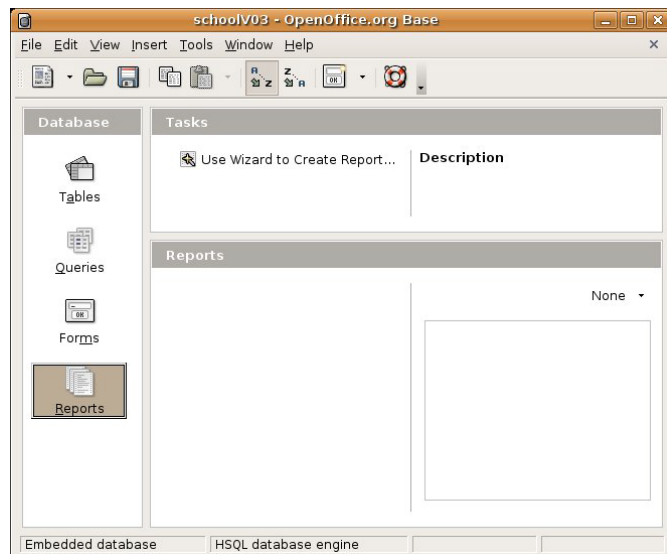 schoolV03 - OpenOffice.org Base
File Edit View Insert Tools Window Help
Database
Tasks
Use Wizard to Create Report...
Description
Tables
Queries
Forms
Reports
Reports
None
Embedded database
HSQL database engine